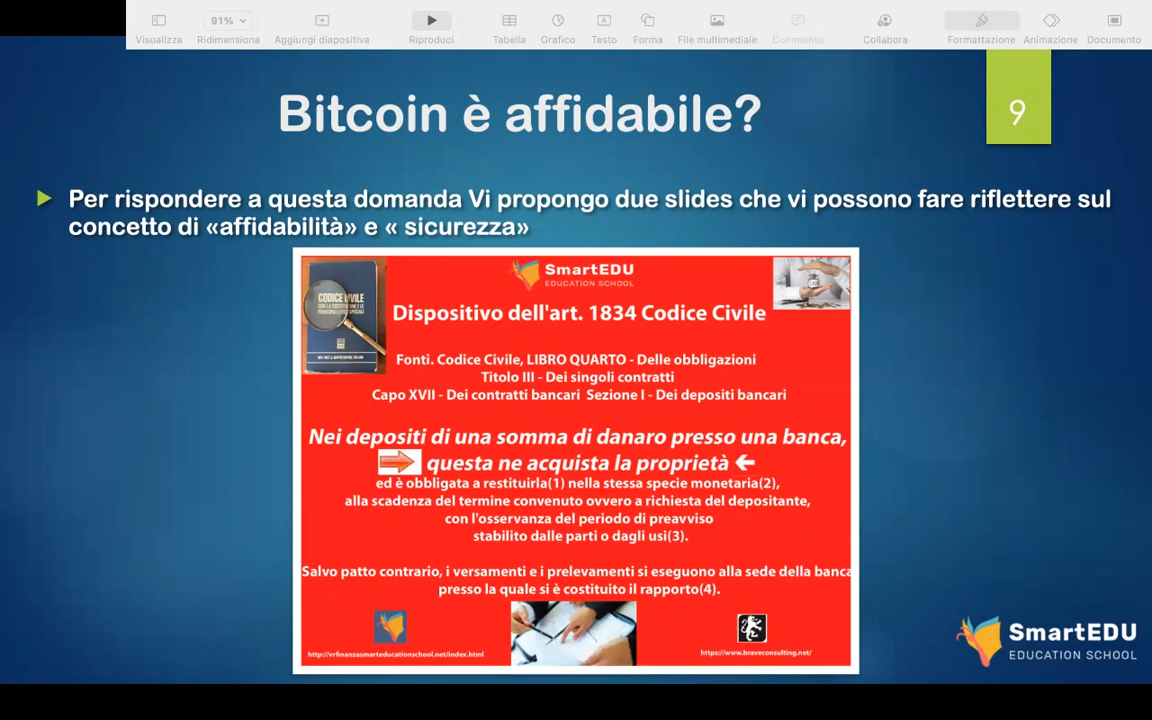 Visualizza
91%
Ridimensiona
Aggiungi diapositiva
Riproduci
Tabella
Grafico
Testo
Forma
File multimediale
Commento
Collabora
Formattazione
Animazione
Documento
Bitcoin è affidabile?
9
Per rispondere a questa domanda Vi propongo due slides che vi possono fare riflettere sul
concetto di «affidabilità» e « sicurezza»
CODICE CIVILE
SmartEDU
EDUCATION SCHOOL
Dispositivo dell'art. 1834 Codice Civile
Fonti. Codice Civile, LIBRO QUARTO - Delle obbligazioni
Titolo III - Dei singoli contratti
Capo XVII - Dei contratti bancari Sezione I - Dei depositi bancari
Nei depositi di una somma di danaro presso una banca,
questa ne acquista la proprietà
ed è obbligata a restituirla(1) nella stessa specie monetaria(2),
alla scadenza del termine convenuto ovvero a richiesta del depositante,
con l'osservanza del periodo di preavviso
stabilito dalle parti o dagli usi(3).
Salvo patto contrario, i versamenti e i prelevamenti si eseguono alla sede della banca
presso la quale si è costituito il rapporto(4).
http://vrfinanzasmarteducationschool.net/index.html
https://www.braveconsulting.net/
SmartEDU
EDUCATION SCHOOL